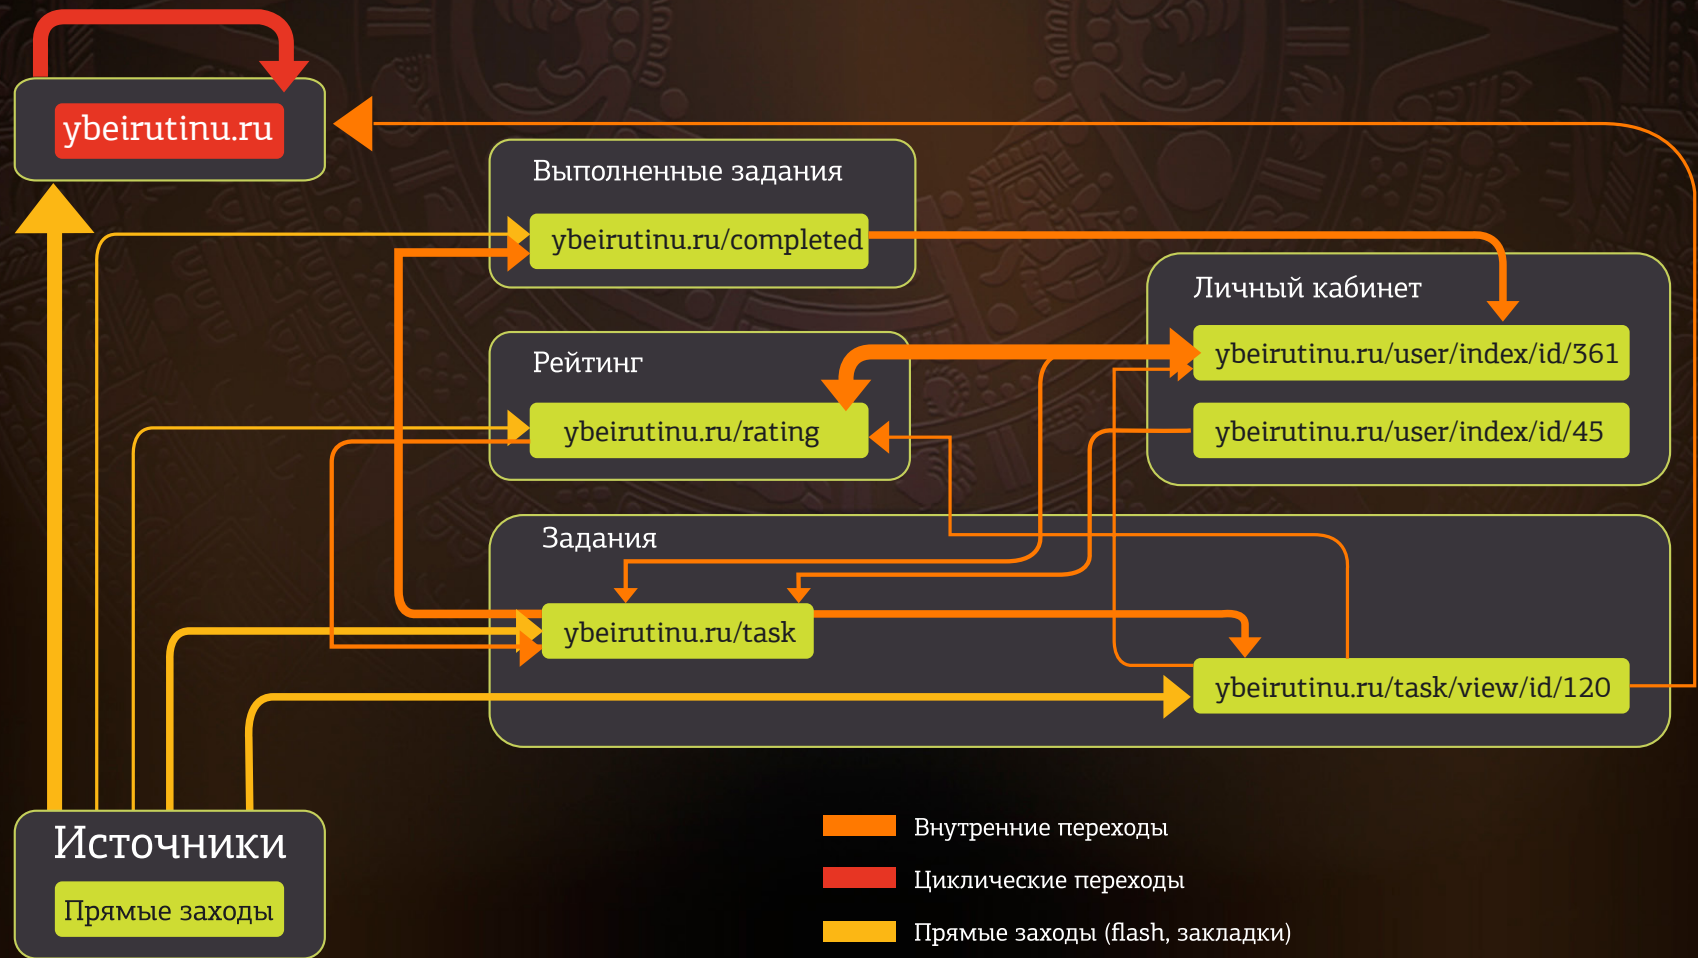 ybeirutinu.ru
Выполненные задания
ybeirutinu.ru/completed
Личный кабинет
ybeirutinu.ru/user/index/id/361
ybeirutinu.ru/user/index/id/45
Рейтинг
ybeirutinu.ru/rating
Задания
ybeirutinu.ru/task
ybeirutinu.ru/task/view/id/120
Источники
Прямые заходы
Внутренние переходы
Циклические переходы
Прямые заходы (flash, закладки)